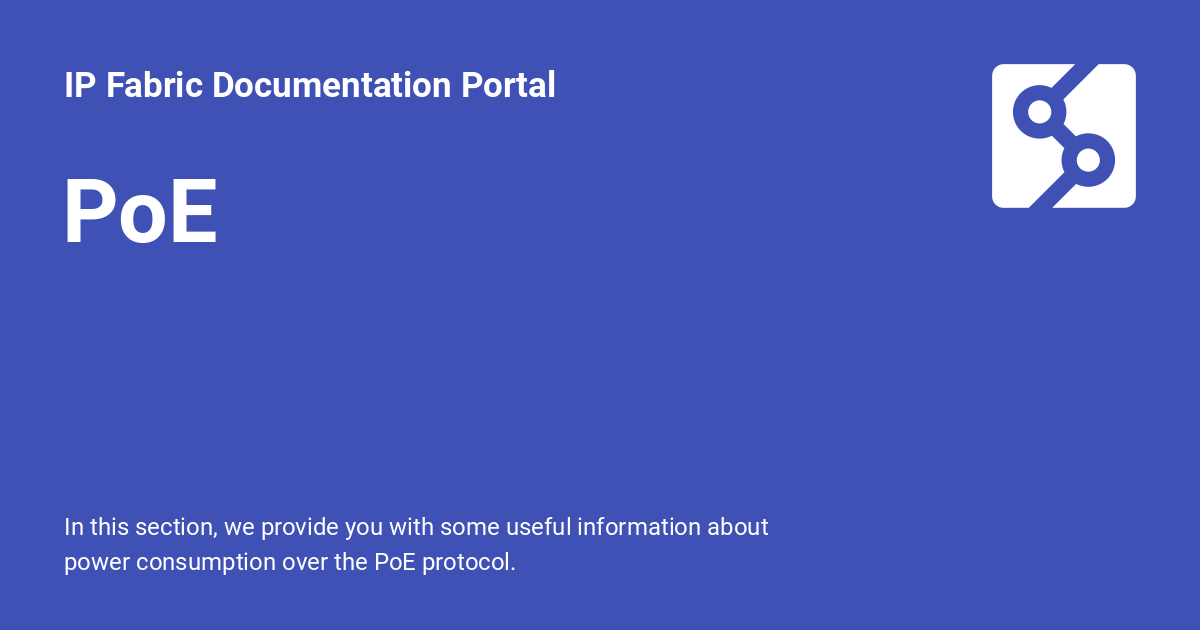 IP Fabric Documentation Portal
PoE
In this section, we provide you with some useful information about
power consumption over the PoE protocol.